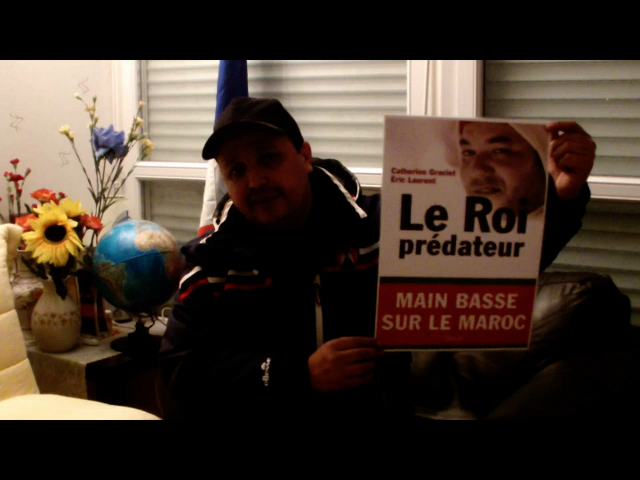 Catherine Graciet
Eric Laurent
Le Roi
prédateur
MAIN BASSE
SUR LE MAROC